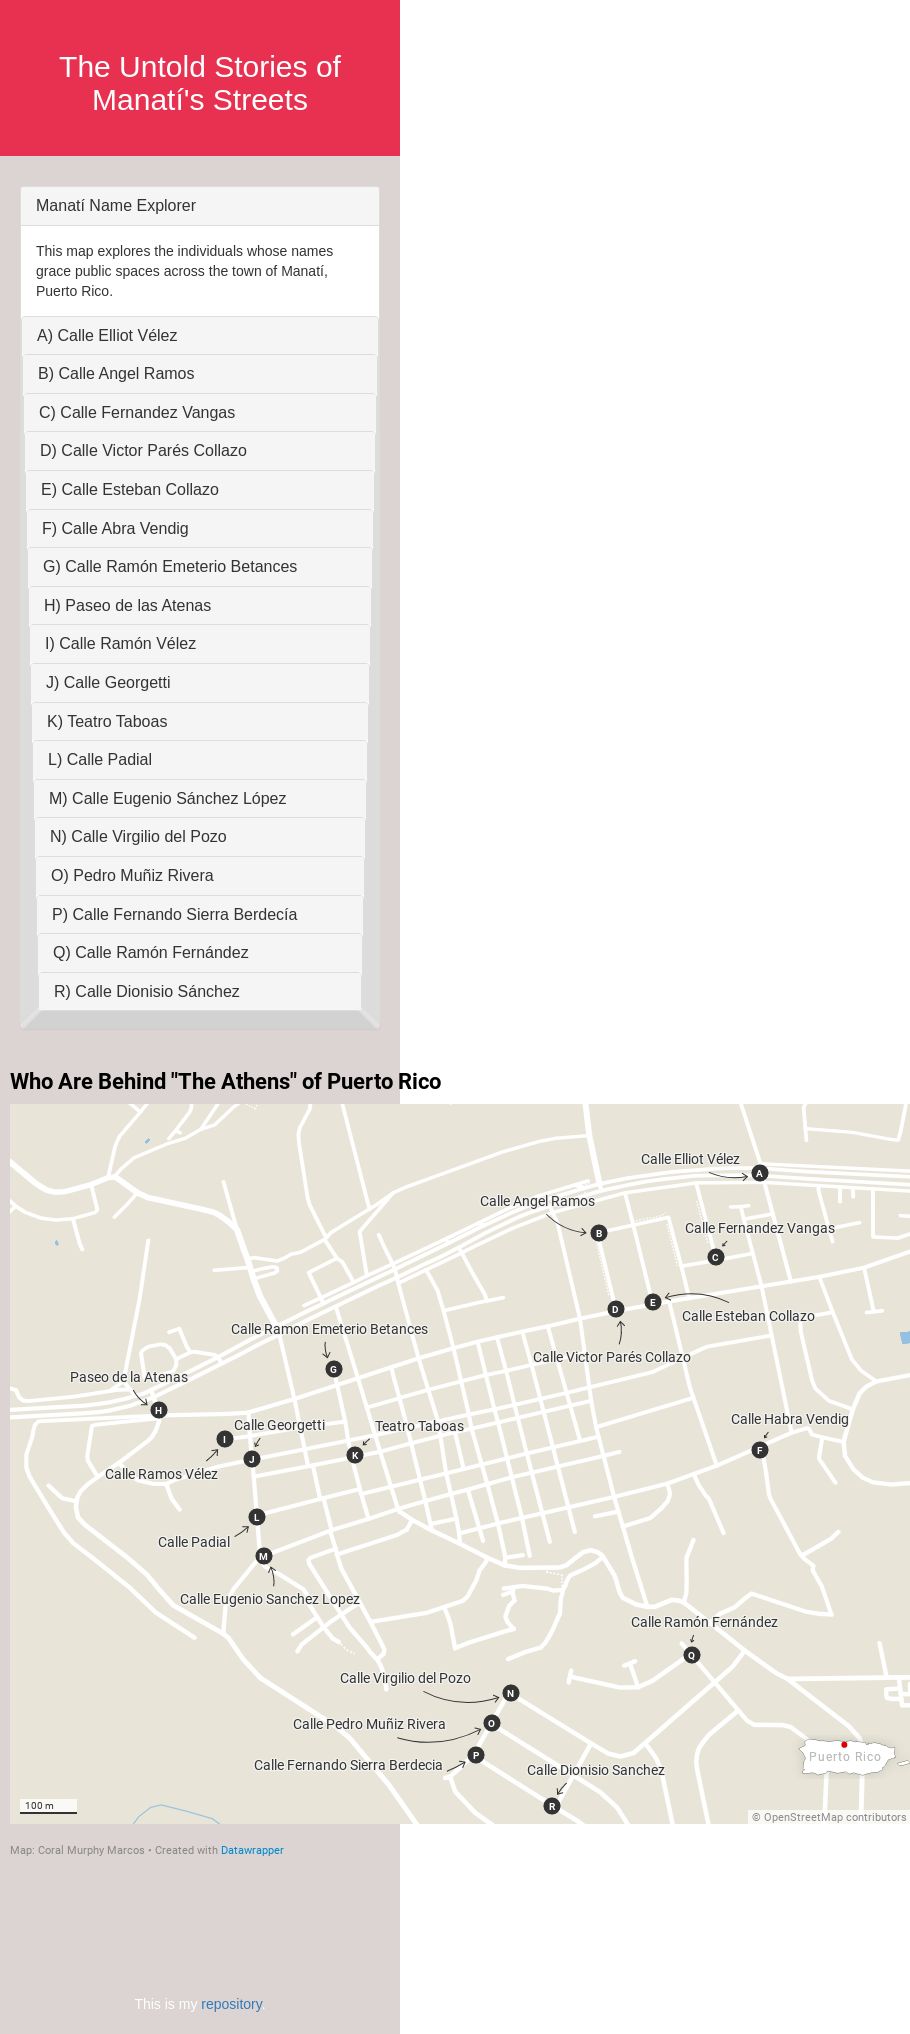 The Untold Stories of
Manatí's Streets
Manatí Name Explorer
This map explores the individuals whose names
grace public spaces across the town of Manatí,
Puerto Rico.
A) Calle Elliot Vélez
B) Calle Angel Ramos
C) Calle Fernandez Vangas
D) Calle Victor Parés Collazo
E) Calle Esteban Collazo
F) Calle Abra Vendig
G) Calle Ramón Emeterio Betances
H) Paseo de las Atenas
I) Calle Ramón Vélez
J) Calle Georgetti
K) Teatro Taboas
L) Calle Padial
M) Calle Eugenio Sánchez López
N) Calle Virgilio del Pozo
O) Pedro Muñiz Rivera
P) Calle Fernando Sierra Berdecía
Q) Calle Ramón Fernández
R) Calle Dionisio Sánchez
Who Are Behind "The Athens" of Puerto Rico
Calle Elliot Vélez
A
Calle Angel Ramos
B
Calle Fernandez Vangas
C
D
E
Calle Esteban Collazo
Calle Ramon Emeterio Betances
Calle Victor Parés Collazo
G
Paseo de la Atenas
H
Calle Georgetti
Teatro Taboas
Calle Habra Vendig
I
J
K
F
Calle Ramos Vélez
L
Calle Padial
M
Calle Eugenio Sanchez Lopez
Calle Ramón Fernández
Q
Calle Virgilio del Pozo
N
Calle Pedro Muñiz Rivera
O
P
Calle Fernando Sierra Berdecia
Calle Dionisio Sanchez
R
Puerto Rico
100 m
© OpenStreetMap contributors
Map: Coral Murphy Marcos • Created with Datawrapper
This is my repository